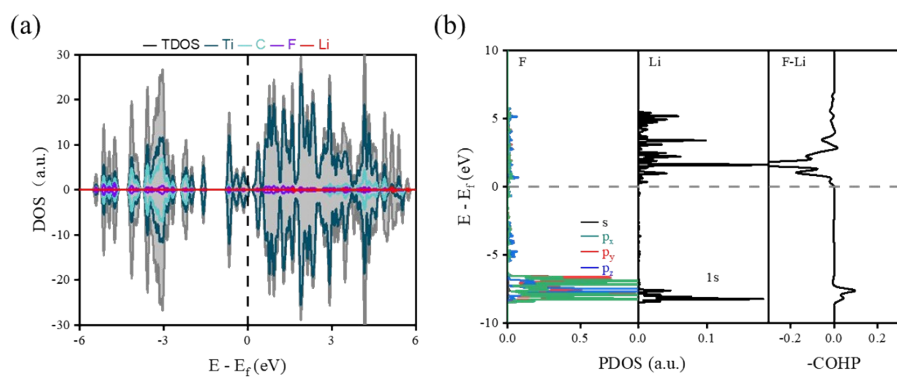 (a)
TDOS Ti C F Li
30
20
10
0
-10
-20
-30
DOS (a.u.)
-6 -3 0 3 6
E - Ef (eV)
(b)
F Li F-Li
10
5
0
-5
-10
E - Ef (eV)
s
px
py
pz
1s
0.0 0.5 0.0 0.1 -0.2 0.0 0.2
PDOS (a.u.) -COHP